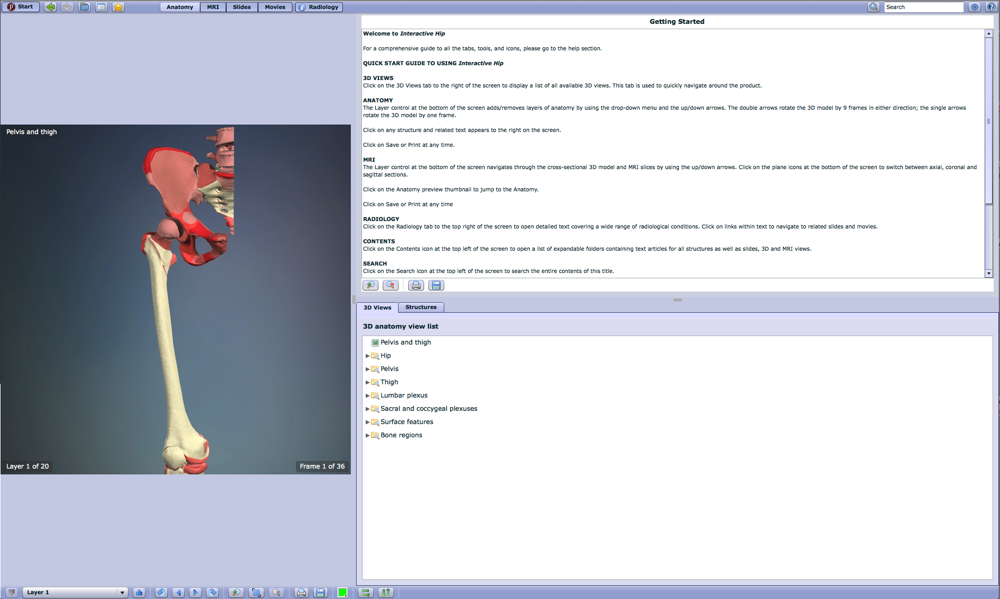 Start
Anatomy MRI Slides Movies Radiology
Search
Getting Started
Welcome to Interactive Hip
For a comprehensive guide to all the tabs, tools, and icons, please go to the help section.
QUICK START GUIDE TO USING Interactive Hip
3D VIEWS
Click on the 3D Views tab to the right of the screen to display a list of all available 3D views. This tab is used to quickly navigate around the product.
ANATOMY
The Layer control at the bottom of the screen adds/removes layers of anatomy by using the drop-down menu and the up/down arrows. The double arrows rotate the 3D model by 9 frames in either direction; the single arrows
rotate the 3D model by one frame.
Click on any structure and related text appears to the right on the screen.
Click on Save or Print at any time.
MRI
The Layer control at the bottom of the screen navigates through the cross-sectional 3D model and MRI slices by using the up/down arrows. Click on the plane icons at the bottom of the screen to switch between axial, coronal and
sagittal sections.
Click on the Anatomy preview thumbnail to jump to the Anatomy.
Click on Save or Print at any time
RADIOLOGY
Click on the Radiology tab to the top right of the screen to open detailed text covering a wide range of radiological conditions. Click on links within text to navigate to related slides and movies.
CONTENTS
Click on the Contents icon at the top left of the screen to open a list of expandable folders containing text articles for all structures as well as slides, 3D and MRI views.
SEARCH
Click on the Search icon at the top left of the screen to search the entire contents of this title.
Pelvis and thigh
Layer 1 of 20
Frame 1 of 36
3D Views Structures
3D anatomy view list
Pelvis and thigh
Hip
Pelvis
Thigh
Lumbar plexus
Sacral and coccygeal plexuses
Surface features
Bone regions
Layer 1